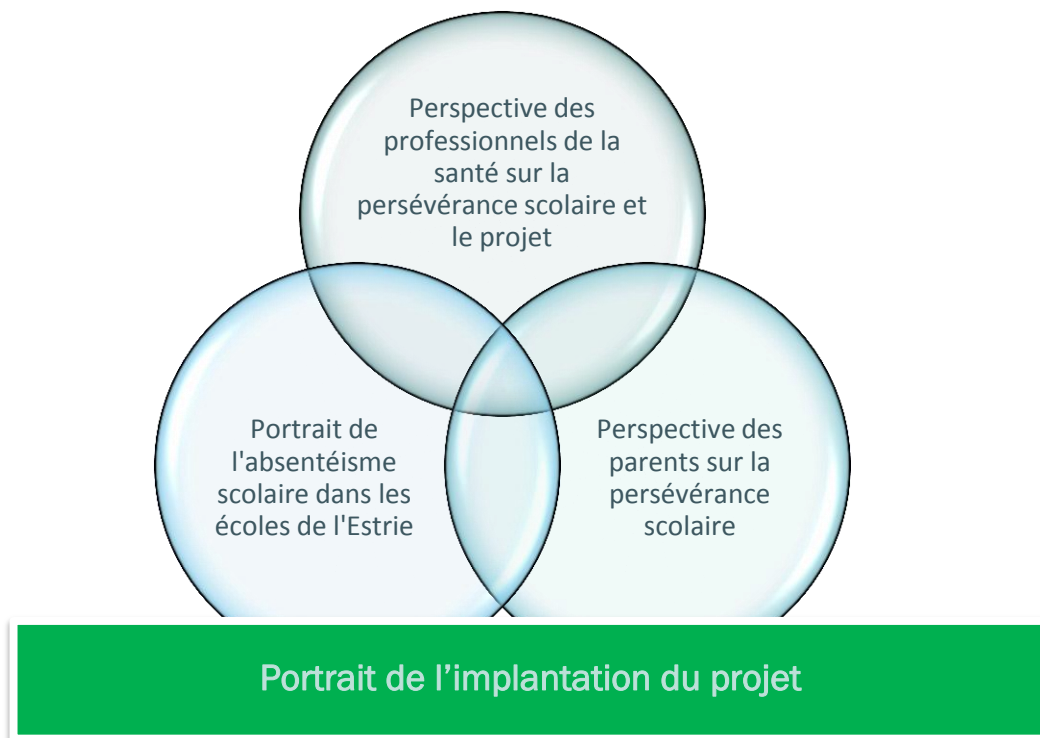 Perspective des
professionnels de la
santé sur la
persévérance scolaire et
le projet
Portrait de
l'absentéisme
scolaire dans les
écoles de l'Estrie
Perspective des
parents sur la
persévérance
scolaire
Portrait de l’implantation du projet